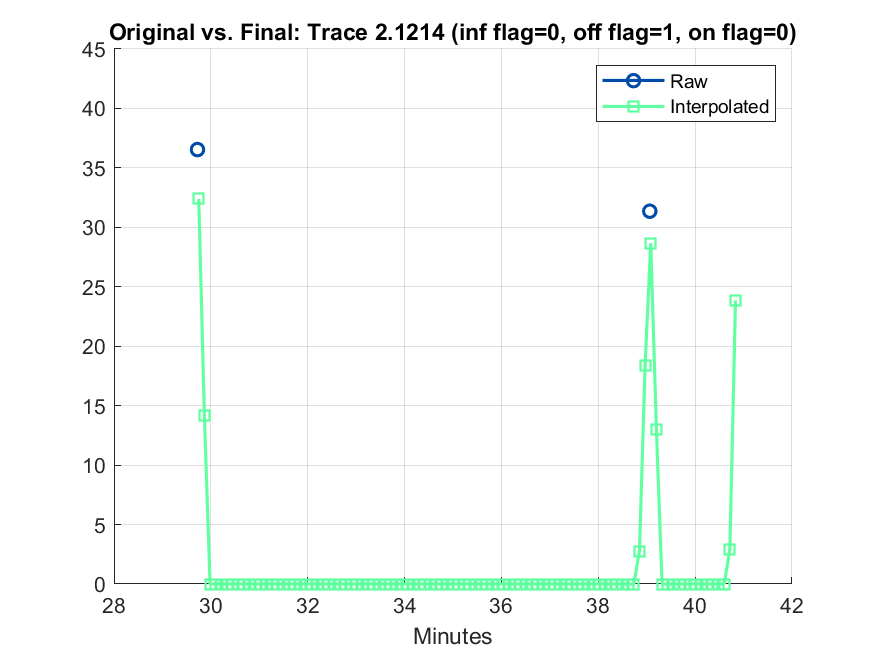 Original vs. Final: Trace 2.1214 (inf flag=0, off flag=1, on flag=0)
45
40
35
30
25
20
15
10
5
0
Raw
Interpolated
28 30 32 34 36 38 40 42
Minutes